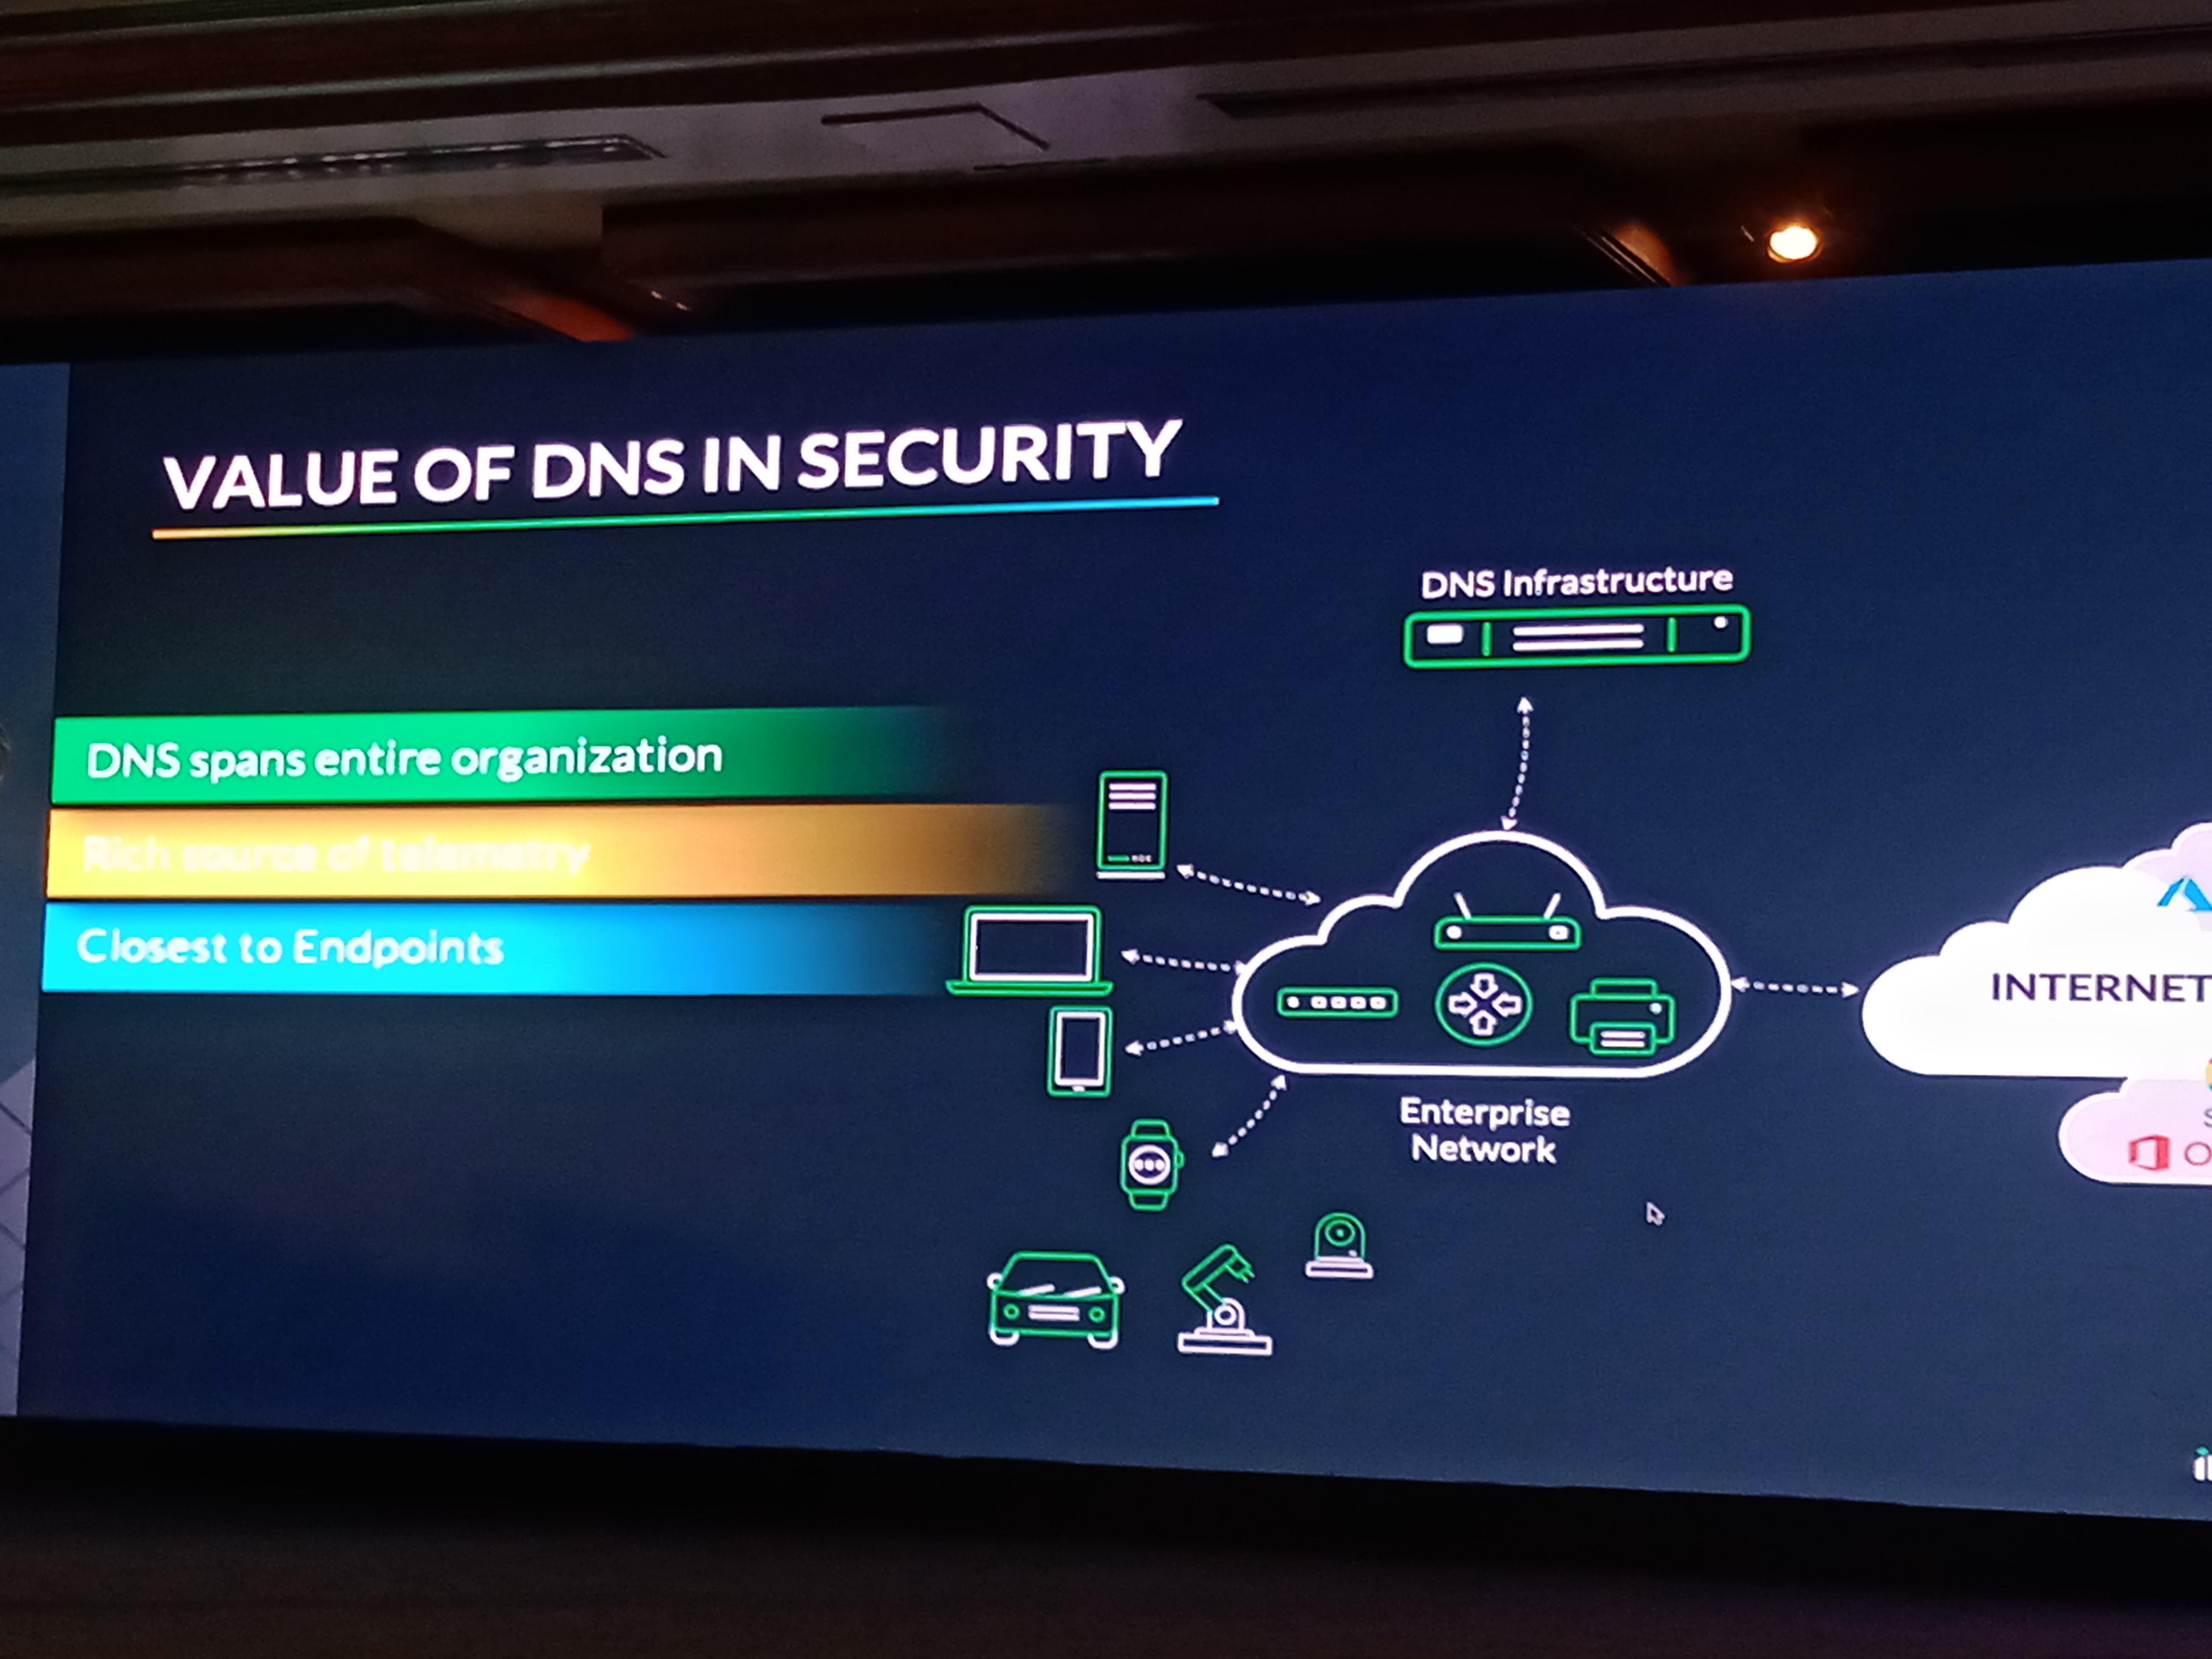 VALUE OF DNS IN SECURITY
DNS Infrastructure
DNS spans entire organization
Rich source of telemetry
Closest to Endpoints
INTERNET
Enterprise
Network